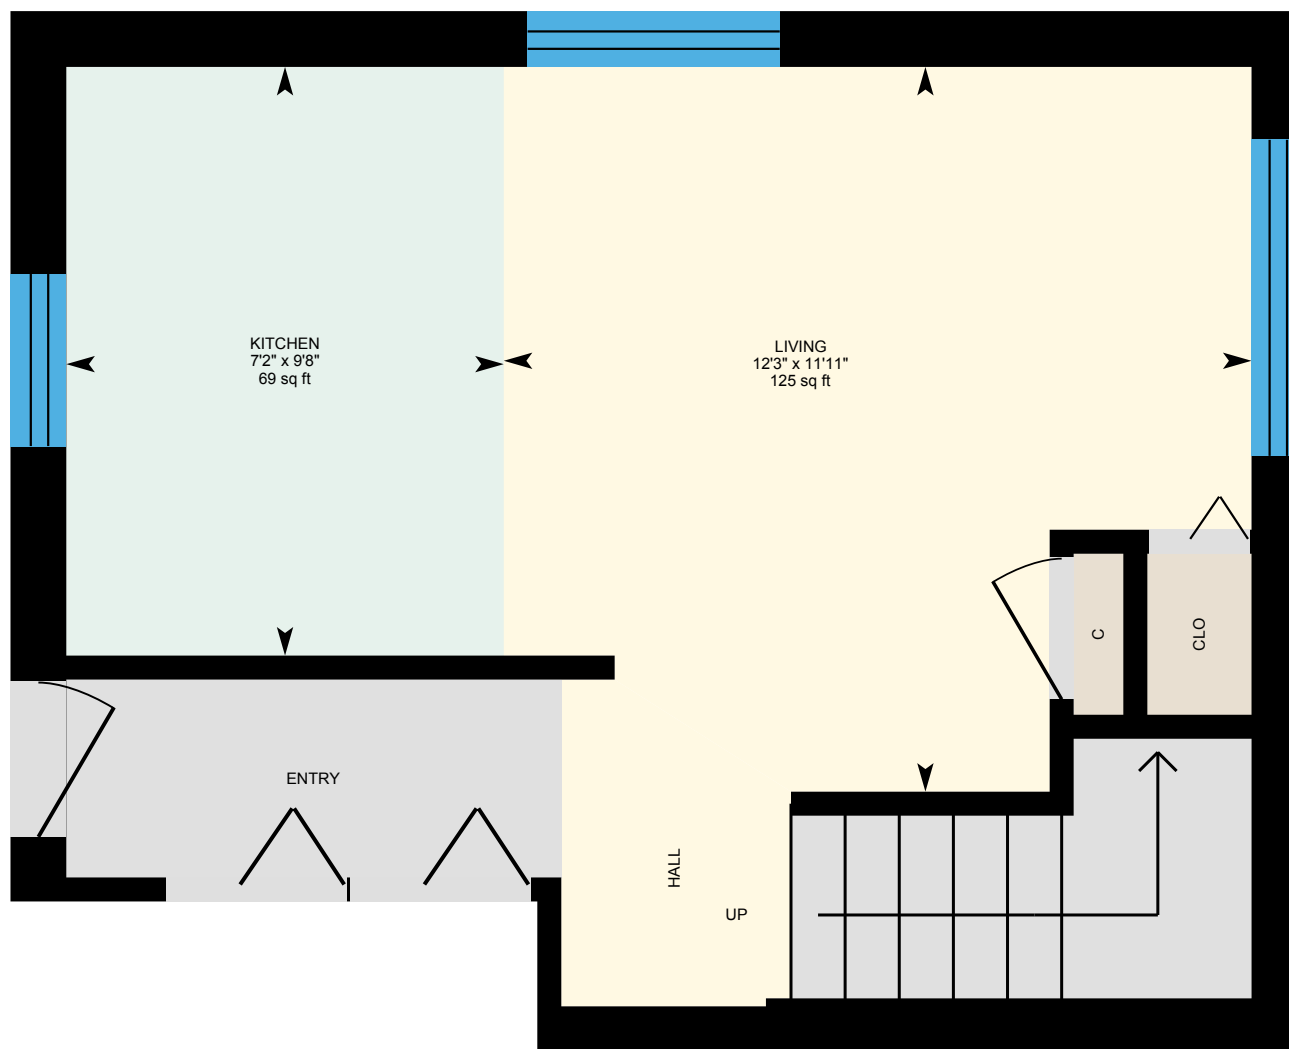 KITCHEN
7'2" x 9'8"
69 sq ft
LIVING
12'3" x 11'11"
125 sq ft
C
CLO
ENTRY
HALL
UP